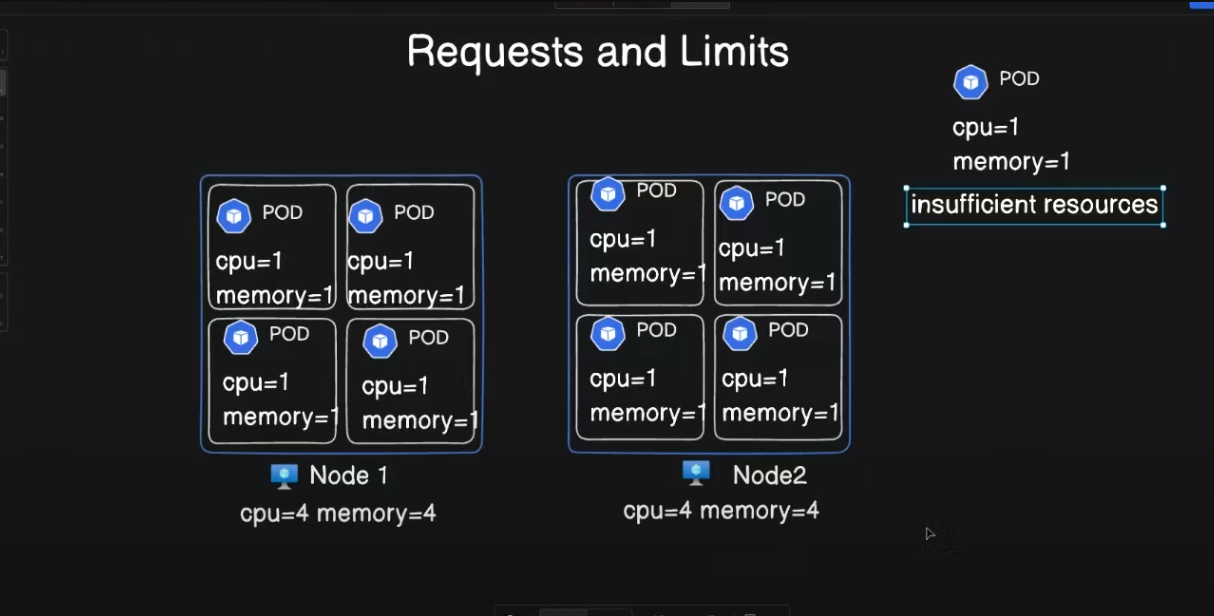 Requests and Limits
POD
cpu=1
memory=1
insufficient resources
POD
cpu=1
memory=1
POD
cpu=1
memory=1
POD
cpu=1
memory=1
POD
cpu=1
memory=1
Node 1
cpu=4 memory=4
POD
cpu=1
memory=1
POD
cpu=1
memory=1
POD
cpu=1
memory=1
POD
cpu=1
memory=1
Node2
cpu=4 memory=4